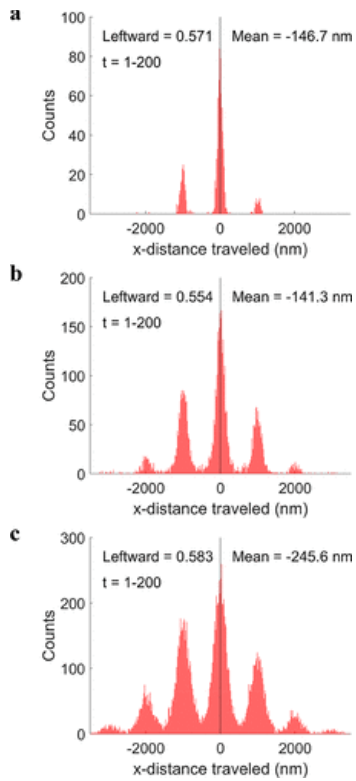 a
100
Leftward = 0.571 Mean = -146.7 nm
80
t = 1-200
60
Counts
40
20
0
-2000 0 2000
x-distance traveled (nm)
b
200
Leftward = 0.554 Mean = -141.3 nm
t = 1-200
150
Counts
100
50
0
-2000 0 2000
x-distance traveled (nm)
c
300
Leftward = 0.583 Mean = -245.6 nm
t = 1-200
200
Counts
100
0
-2000 0 2000
x-distance traveled (nm)